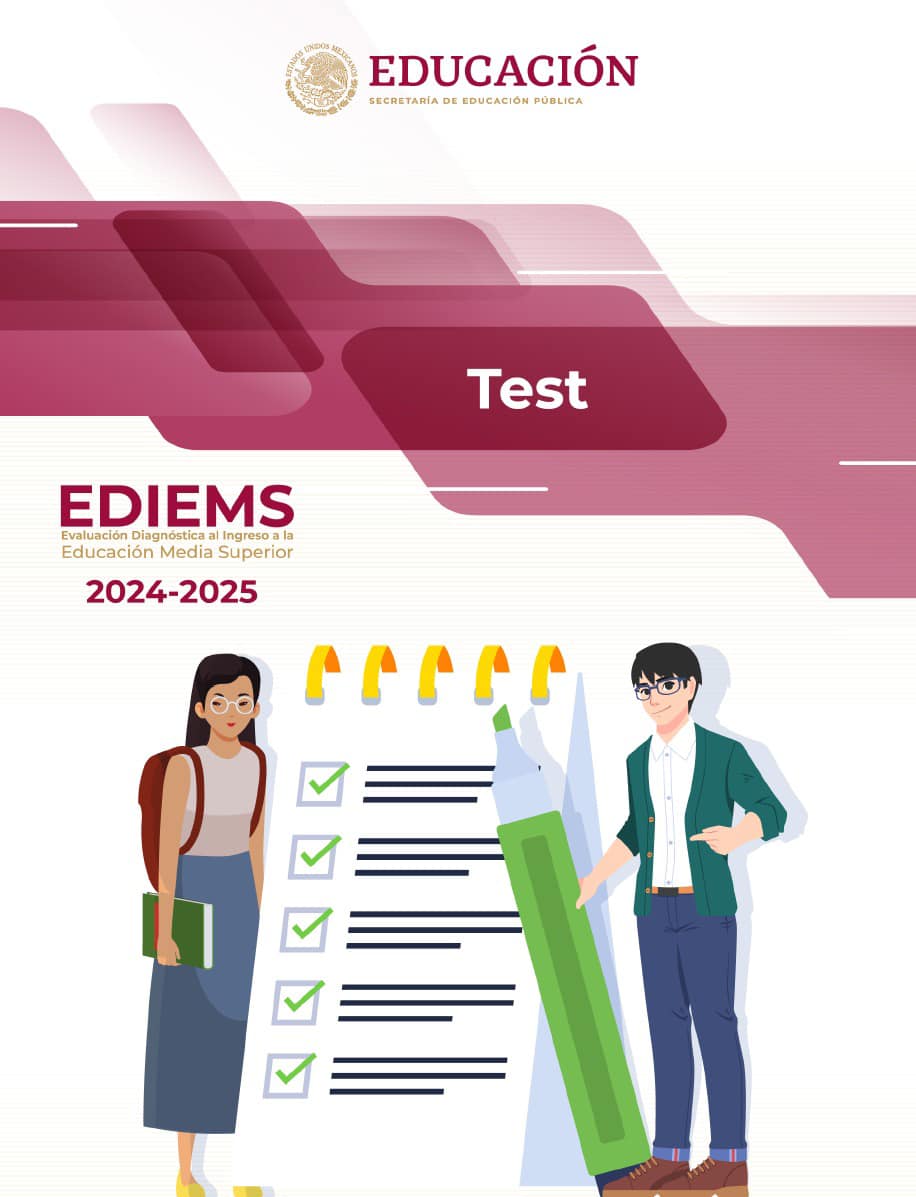 ESTADOS UNIDOS MEXICANOS
EDUCACIÓN
SECRETARÍA DE EDUCACIÓN PÚBLICA
Test
EDIEMS
Evaluación Diagnóstica al Ingreso a la
Educación Media Superior
2024-2025